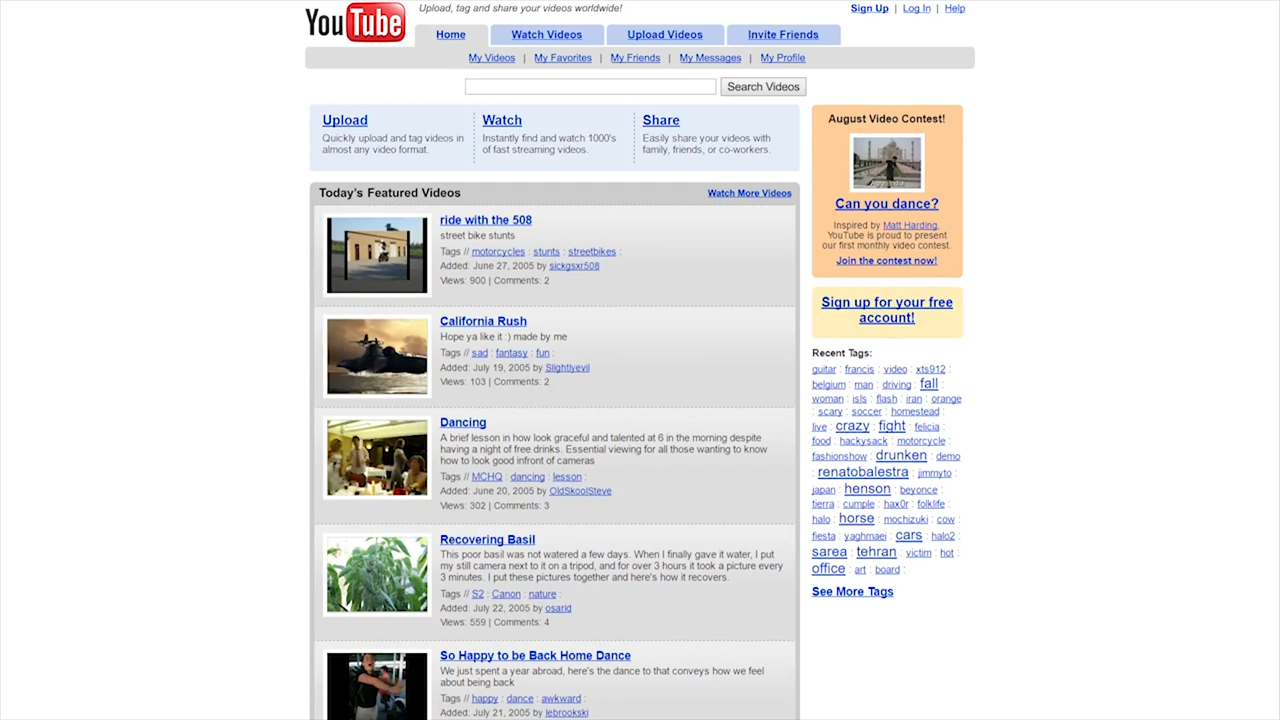 YouTube
Upload, tag and share your videos worldwide!
Sign Up | Log In | Help
Home Watch Videos Upload Videos Invite Friends
My Videos | My Favorites | My Friends | My Messages | My Profile
Search Videos
Upload
Quickly upload and tag videos in
almost any video format.
Watch
Instantly find and watch 1000's
of fast streaming videos.
Share
Easily share your videos with
family, friends, or co-workers.
Today's Featured Videos
Watch More Videos
ride with the 508
street bike stunts
Tags // motorcycles : stunts : streetbikes :
Added: June 27, 2005 by sickgsxr508
Views: 900 | Comments: 2
California Rush
Hope ya like it :) made by me
Tags // sad : fantasy : fun :
Added: July 19, 2005 by Slightlyevil
Views: 103 | Comments: 2
Dancing
A brief lesson in how look graceful and talented at 6 in the morning despite
having a night of free drinks. Essential viewing for all those wanting to know
how to look good infront of cameras
Tags // MCHQ : dancing : lesson :
Added: June 20, 2005 by OldSkoolSteve
Views: 302 | Comments: 3
Recovering Basil
This poor basil was not watered a few days. When I finally gave it water, I put
my still camera next to it on a tripod, and for over 3 hours it took a picture every
3 minutes. I put these pictures together and here's how it recovers.
Tags // S2 : Canon : nature :
Added: July 22, 2005 by osarid
Views: 559 | Comments: 4
So Happy to be Back Home Dance
We just spent a year abroad, here's the dance to that conveys how we feel
about being back
Tags // happy : dance : awkward :
Added: July 21, 2005 by lebrookski
August Video Contest!
Can you dance?
Inspired by Matt Harding,
YouTube is proud to present
our first monthly video contest.
Join the contest now!
Sign up for your free
account!
Recent Tags:
guitar : francis : video : xts912 :
belgium : man : driving : fall :
woman : isls : flash : iran : orange
: scary : soccer : homestead :
live : crazy : fight : felicia :
food : hackysack : motorcycle :
fashionshow : drunken : demo
: renatobalestra : jimmyto :
japan : henson : beyonce :
tierra : cumple : hax0r : folklife :
halo : horse : mochizuki : cow :
fiesta : yaghmaei : cars : halo2 :
sarea : tehran : victim : hot :
office : art : board :
See More Tags